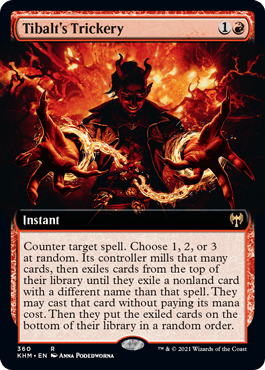 Tibalt's Trickery 1
Instant
Counter target spell. Choose 1, 2, or 3
at random. Its controller mills that many
cards, then exiles cards from the top of
their library until they exile a nonland card
with a different name than that spell. They
may cast that card without paying its mana
cost. Then they put the exiled cards on the
bottom of their library in a random order.
360 R
KHM • EN Anna Podedworna ™ & © 2021 Wizards of the Coast